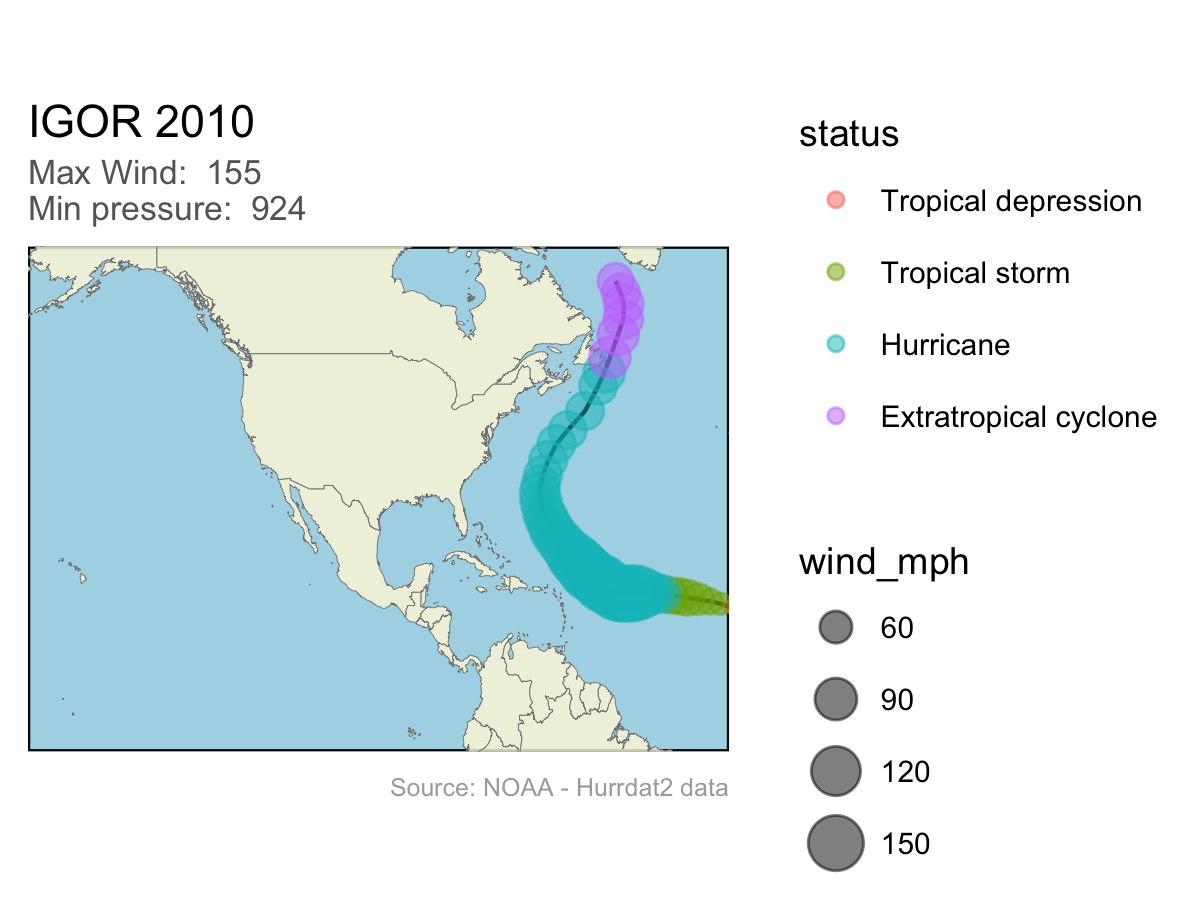 IGOR 2010
Max Wind:  155
Min pressure:  924
status
Tropical depression
Tropical storm
Hurricane
Extratropical cyclone
wind_mph
60
90
120
150
Source: NOAA - Hurrdat2 data